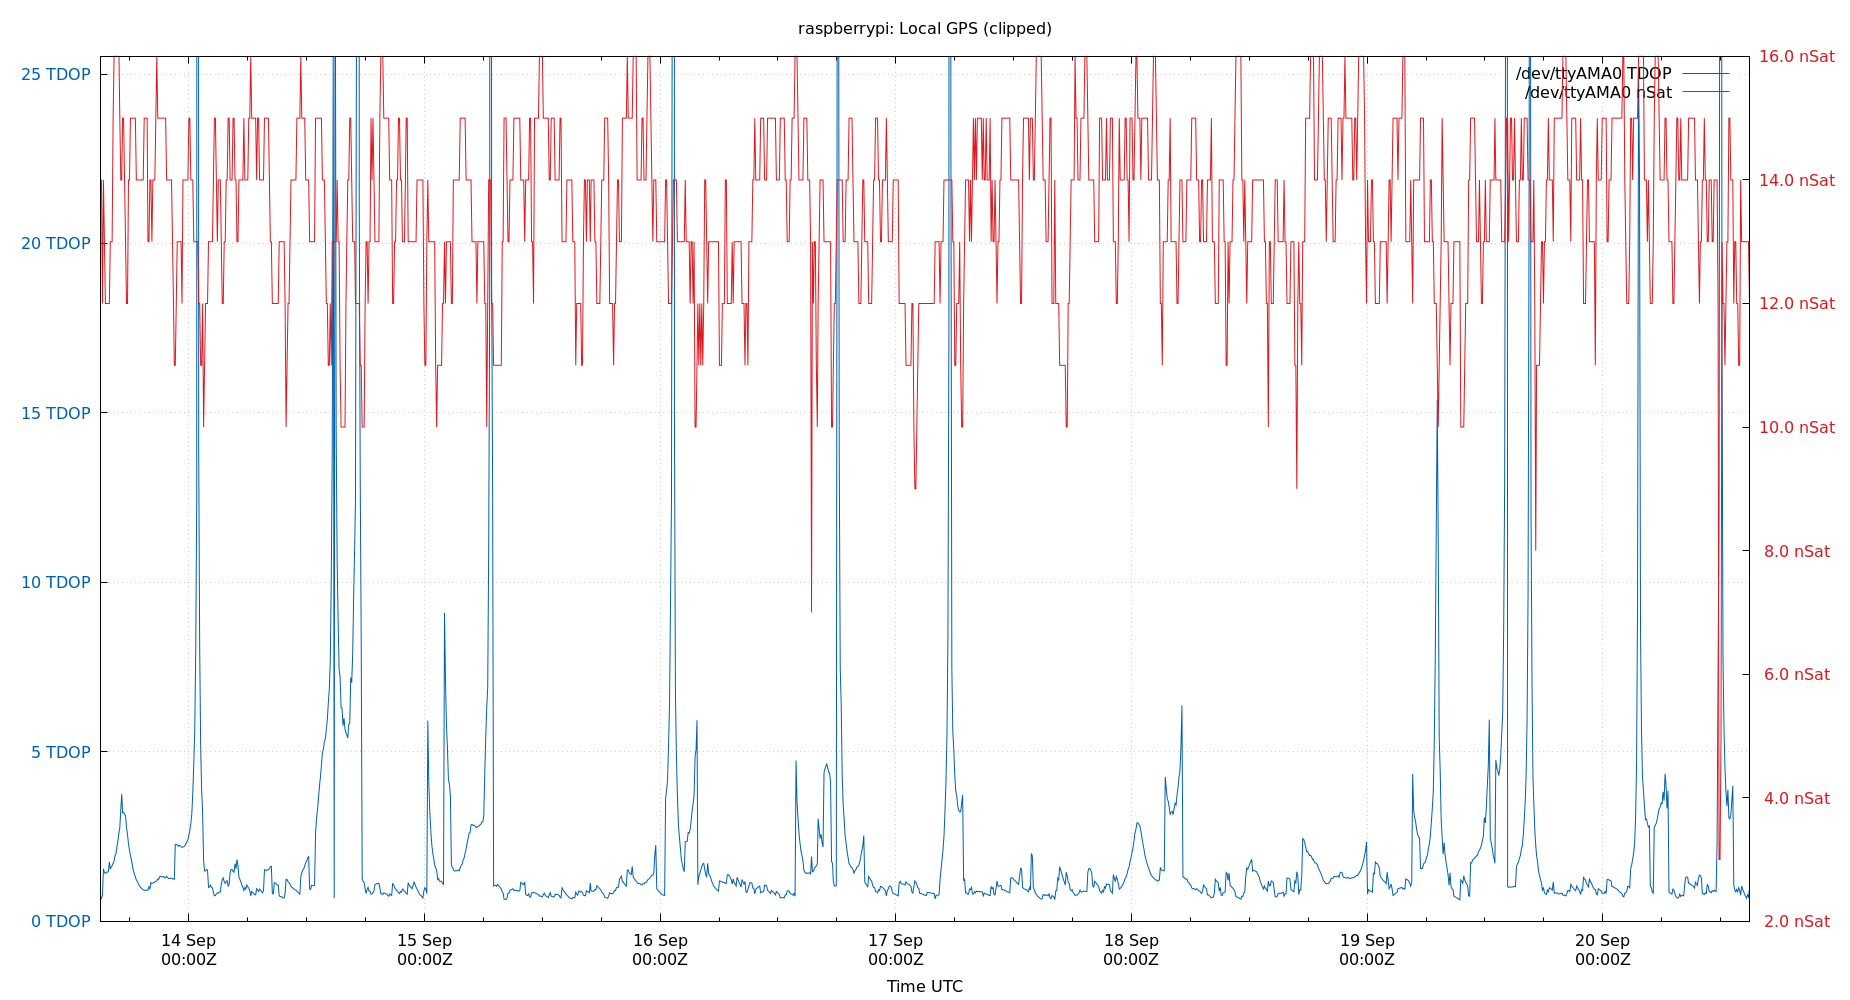 raspberrypi: Local GPS (clipped)
25 TDOP
20 TDOP
15 TDOP
10 TDOP
5 TDOP
0 TDOP
/dev/ttyAMA0 TDOP
/dev/ttyAMA0 nSat
16.0 nSat
14.0 nSat
12.0 nSat
10.0 nSat
8.0 nSat
6.0 nSat
4.0 nSat
2.0 nSat
14 Sep
00:00Z
15 Sep
00:00Z
16 Sep
00:00Z
17 Sep
00:00Z
18 Sep
00:00Z
19 Sep
00:00Z
20 Sep
00:00Z
Time UTC